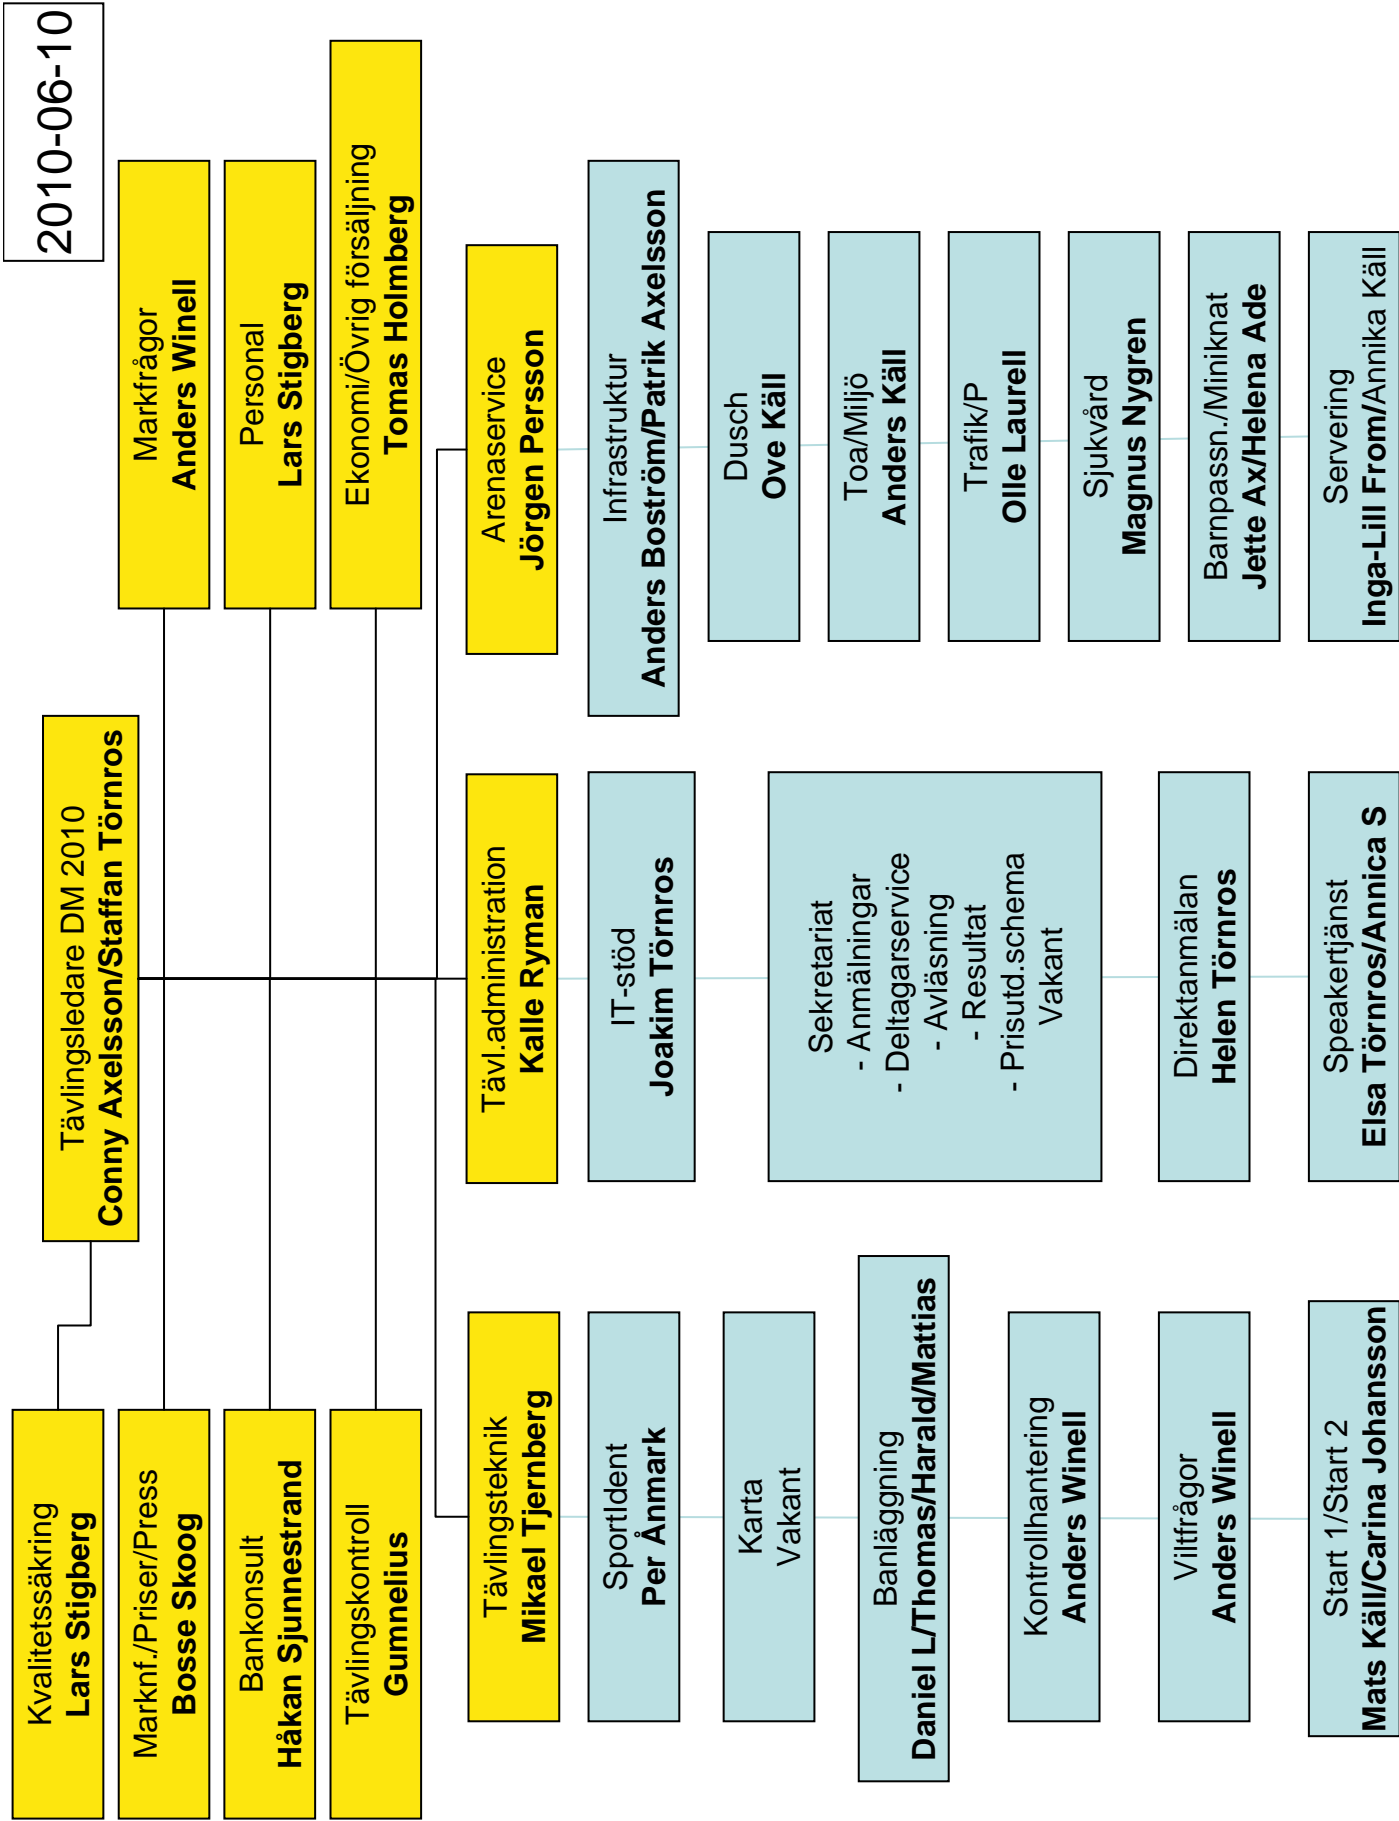 2010-06-10
Tävlingsledare DM 2010
Conny Axelsson/Staffan Törnros
Kvalitetssäkring
Lars Stigberg
Marknf./Priser/Press
Bosse Skoog
Markfrågor
Anders Winell
Bankonsult
Håkan Sjunnestrand
Personal
Lars Stigberg
Tävlingskontroll
Gumnelius
Ekonomi/Övrig försäljning
Tomas Holmberg
Tävlingsteknik
Mikael Tjernberg
SportIdent
Per Ånmark
Karta
Vakant
Banläggning
Daniel L/Thomas/Harald/Mattias
Kontrollhantering
Anders Winell
Viltfrågor
Anders Winell
Start 1/Start 2
Mats Käll/Carina Johansson
Tävl.administration
Kalle Ryman
IT-stöd
Joakim Törnros
Sekretariat
- Anmälningar
- Deltagarservice
- Avläsning
- Resultat
- Prisutd.schema
Vakant
Direktanmälan
Helen Törnros
Speakertjänst
Elsa Törnros/Annica S
Arenaservice
Jörgen Persson
Infrastruktur
Anders Boström/Patrik Axelsson
Dusch
Ove Käll
Toa/Miljö
Anders Käll
Trafik/P
Olle Laurell
Sjukvård
Magnus Nygren
Barnpassn./Miniknat
Jette Ax/Helena Ade
Servering
Inga-Lill From/Annika Käll